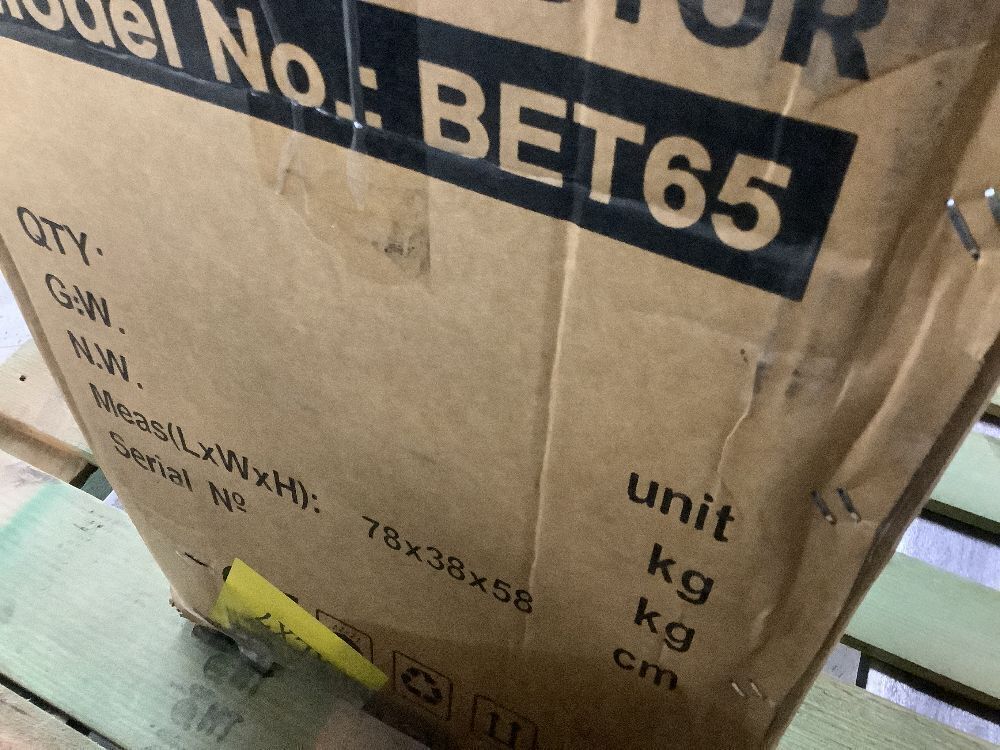 Model No.: BET65
QTY.
unit
G.W.
kg
N.W.
kg
Meas(LxWxH): 78x38x58
cm
Serial Nº